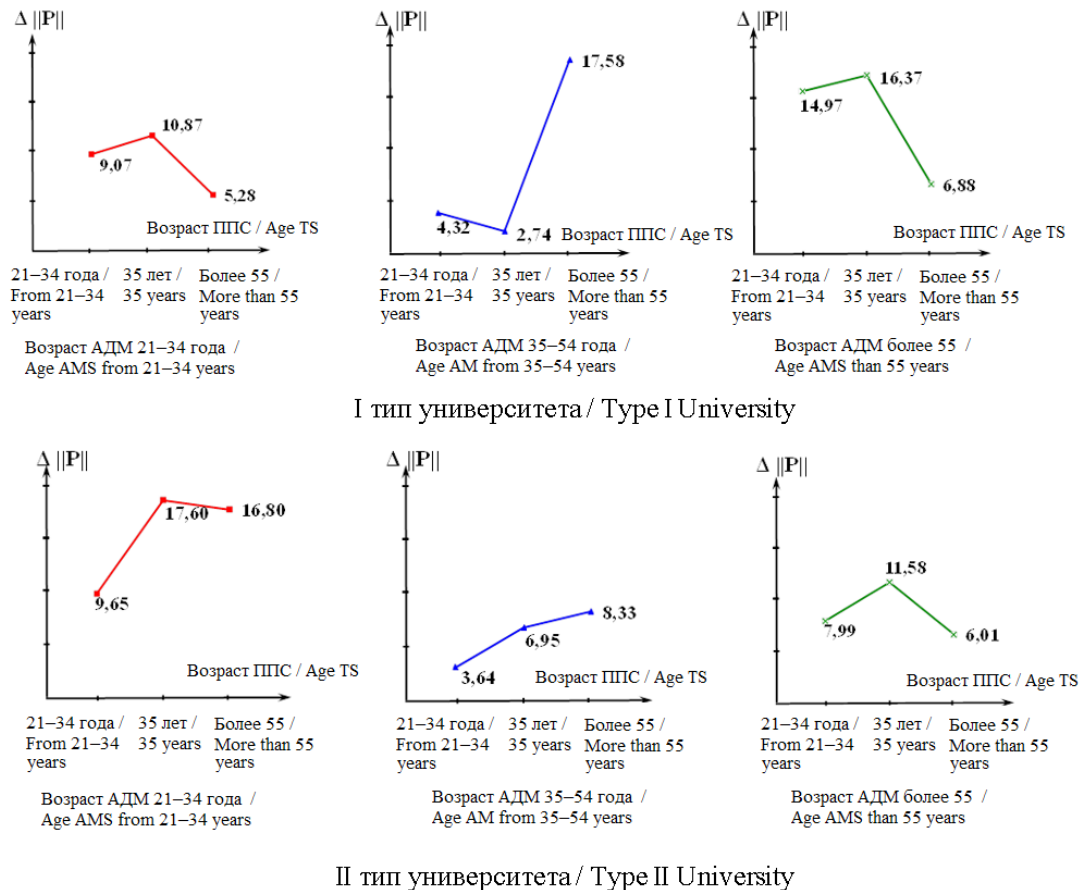 Δ ||P||
10,87
9,07
5,28
Возраст ППС / Age TS
21–34 года /
From 21–34
years
35 лет /
35 years
Более 55 /
More than 55
years
Возраст АДМ 21–34 года /
Age AMS from 21–34 years
Δ ||P||
17,58
4,32
2,74
Возраст ППС / Age TS
21–34 года /
From 21–34
years
35 лет /
35 years
Более 55 /
More than 55
years
Возраст АДМ 35–54 года /
Age AM from 35–54 years
Δ ||P||
16,37
14,97
6,88
Возраст ППС / Age TS
21–34 года /
From 21–34
years
35 лет /
35 years
Более 55 /
More than 55
years
Возраст АДМ более 55 /
Age AMS than 55 years
I тип университета / Type I University
Δ ||P||
17,60
16,80
9,65
Возраст ППС / Age TS
21–34 года /
From 21–34
years
35 лет /
35 years
Более 55 /
More than 55
years
Возраст АДМ 21–34 года /
Age AMS from 21–34 years
Δ ||P||
8,33
6,95
3,64
Возраст ППС / Age TS
21–34 года /
From 21–34
years
35 лет /
35 years
Более 55 /
More than 55
years
Возраст АДМ 35–54 года /
Age AM from 35–54 years
Δ ||P||
11,58
7,99
6,01
Возраст ППС / Age TS
21–34 года /
From 21–34
years
35 лет /
35 years
Более 55 /
More than 55
years
Возраст АДМ более 55 /
Age AMS than 55 years
II тип университета / Type II University